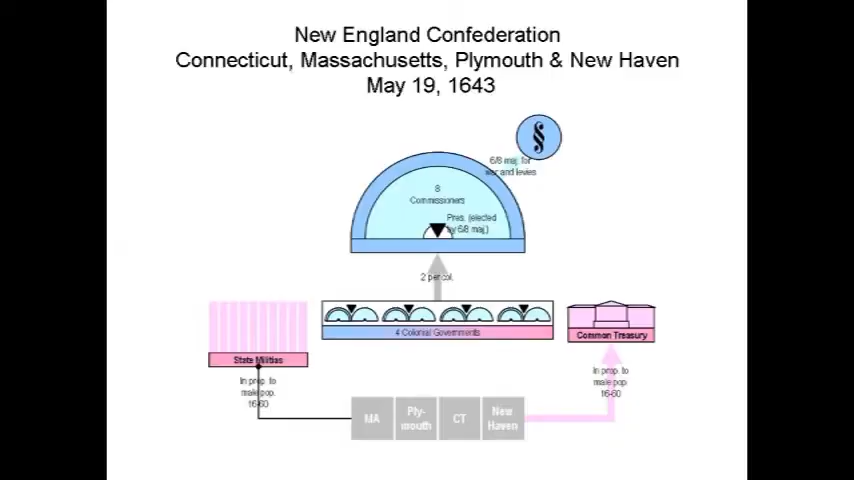 New England Confederation
Connecticut, Massachusetts, Plymouth & New Haven
May 19, 1643
§
6/8 maj. for
war and levies
8
Commissioners
Pres. (elected
by 6/8 maj.)
2 per col.
4 Colonial Governments
State Militias
Common Treasury
In prop. to
male pop.
16-60
In prop. to
male pop.
16-60
MA
Ply-
mouth
CT
New
Haven